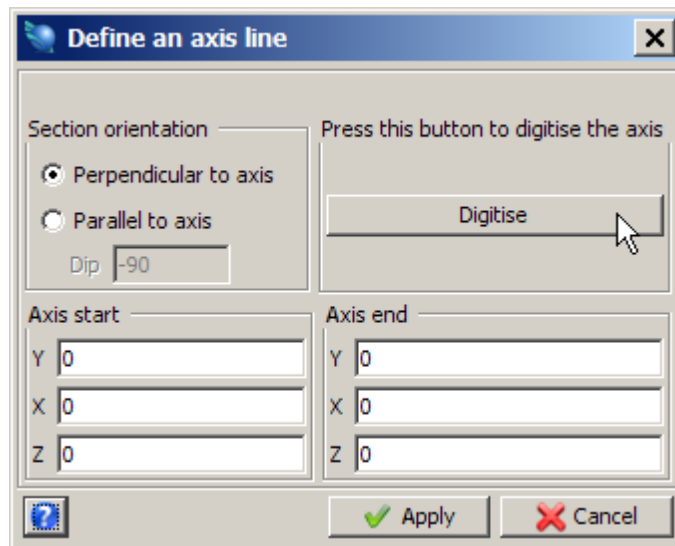 Define an axis line
Section orientation
Perpendicular to axis
Parallel to axis
Dip -90
Press this button to digitise the axis
Digitise
Axis start
Y 0
X 0
Z 0
Axis end
Y 0
X 0
Z 0
?
Apply
Cancel